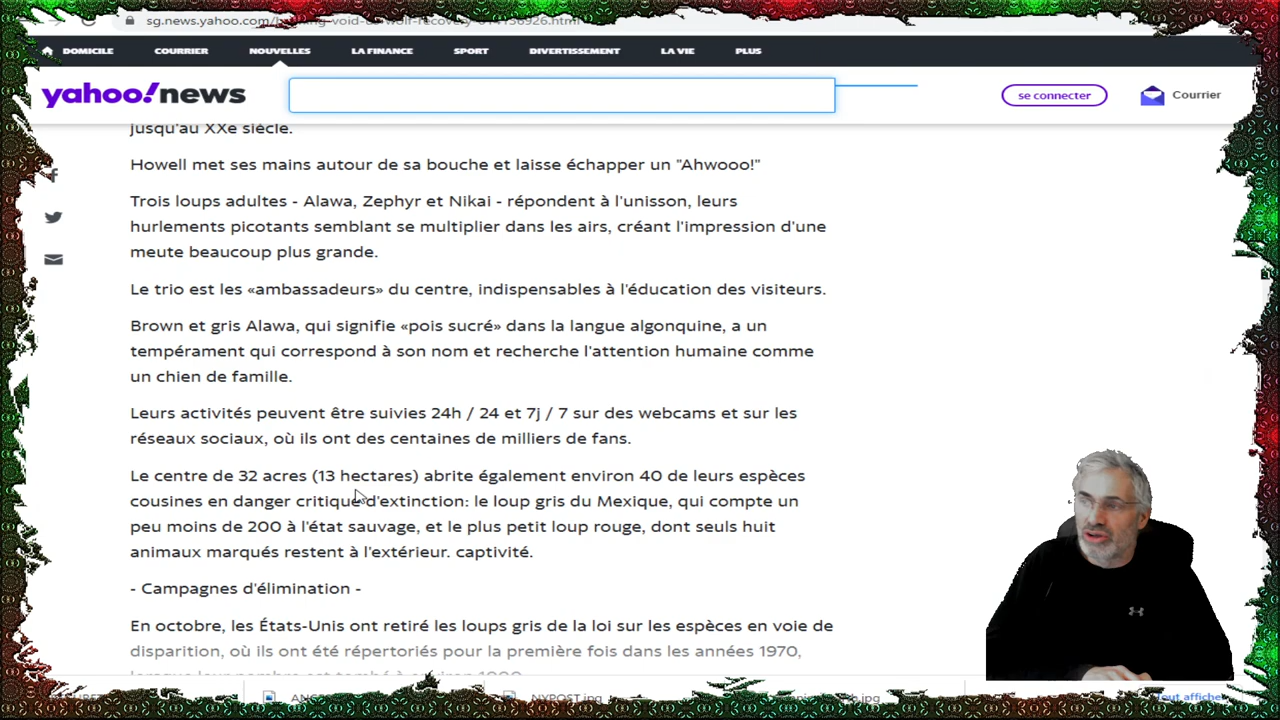 sg.news.yahoo.com/
wolf-recovery
DOMICILE COURRIER NOUVELLES LA FINANCE SPORT DIVERTISSEMENT LA VIE PLUS
yahoo!news se connecter Courrier
jusqu'au XXe siècle.
Howell met ses mains autour de sa bouche et laisse échapper un "Ahwooo!"
Trois loups adultes - Alawa, Zephyr et Nikai - répondent à l'unisson, leurs
hurlements picotants semblant se multiplier dans les airs, créant l'impression d'une
meute beaucoup plus grande.
Le trio est les «ambassadeurs» du centre, indispensables à l'éducation des visiteurs.
Brown et gris Alawa, qui signifie «pois sucré» dans la langue algonquine, a un
tempérament qui correspond à son nom et recherche l'attention humaine comme
un chien de famille.
Leurs activités peuvent être suivies 24h / 24 et 7j / 7 sur des webcams et sur les
réseaux sociaux, où ils ont des centaines de milliers de fans.
Le centre de 32 acres (13 hectares) abrite également environ 40 de leurs espèces
cousines en danger critique d'extinction: le loup gris du Mexique, qui compte un
peu moins de 200 à l'état sauvage, et le plus petit loup rouge, dont seuls huit
animaux marqués restent à l'extérieur. captivité.
- Campagnes d'élimination -
En octobre, les États-Unis ont retiré les loups gris de la loi sur les espèces en voie de
disparition, où ils ont été répertoriés pour la première fois dans les années 1970,
NYPOST.jpg
Tout afficher